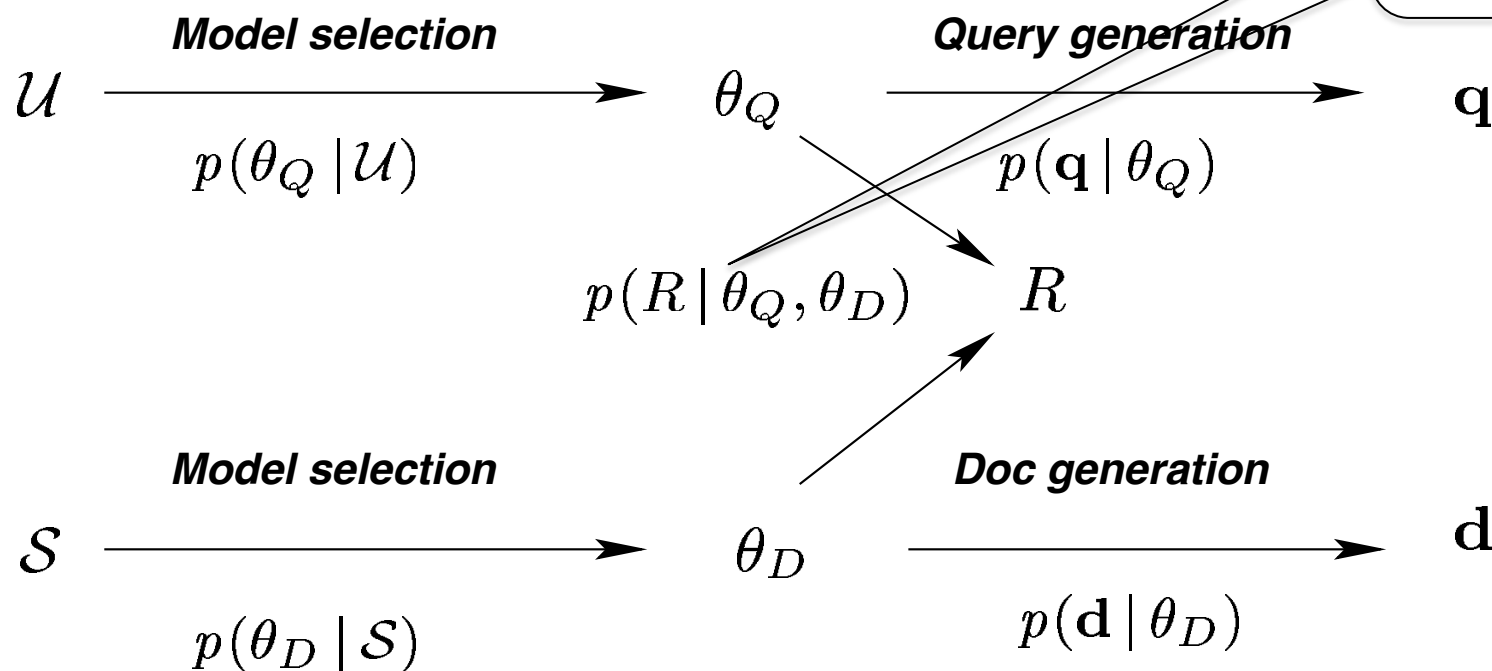 Model selection Query generation
𝒰 θ_Q q
p(θ_Q | 𝒰) p(q | θ_Q)
p(R | θ_Q, θ_D) R
Model selection Doc generation
𝒮 θ_D d
p(θ_D | 𝒮) p(d | θ_D)